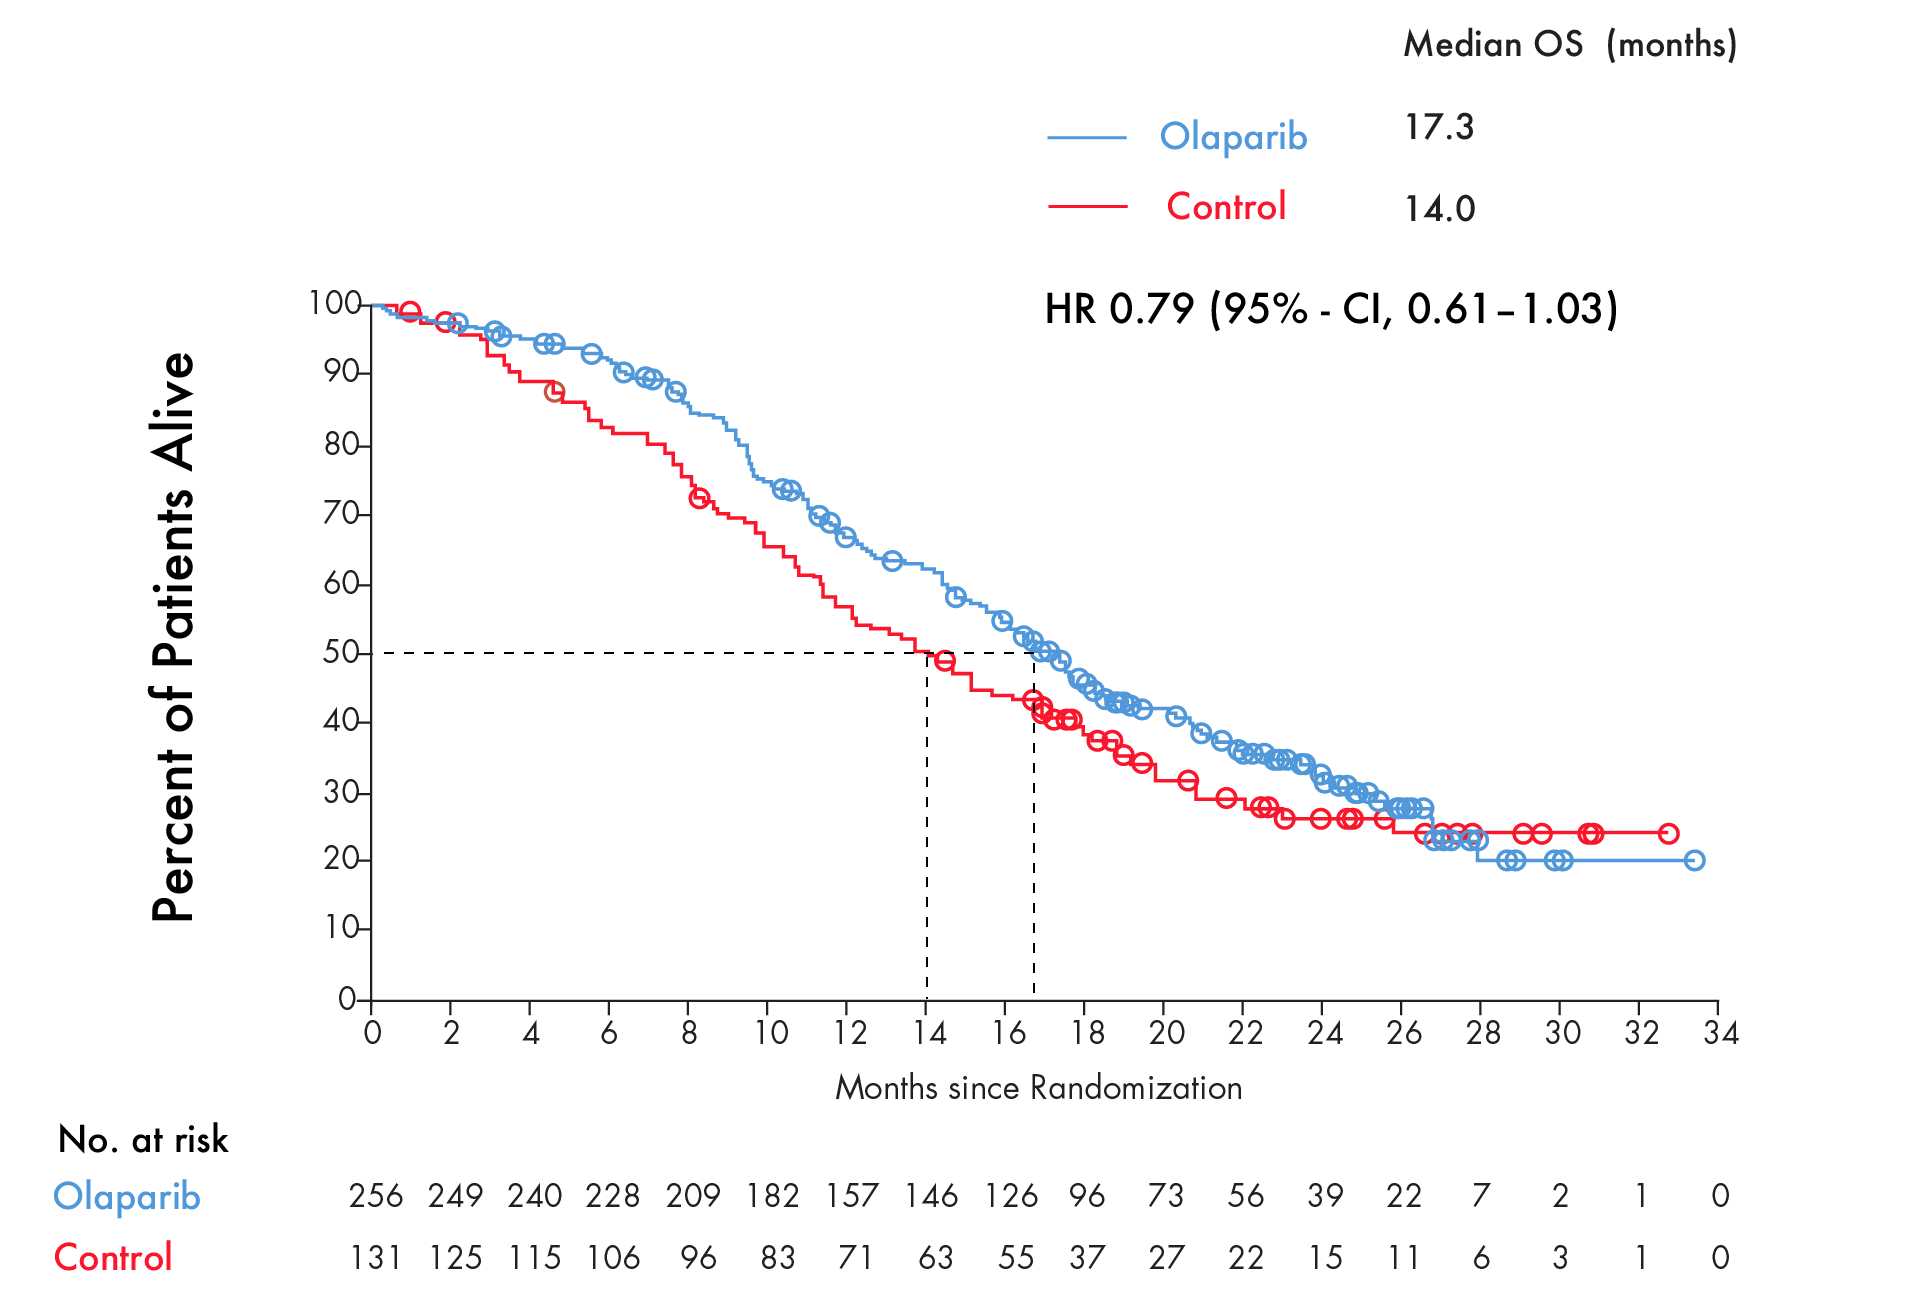 Median OS (months)
Olaparib 17.3
Control 14.0
HR 0.79 (95% - CI, 0.61–1.03)
Percent of Patients Alive
100
90
80
70
60
50
40
30
20
10
0
0 2 4 6 8 10 12 14 16 18 20 22 24 26 28 30 32 34
Months since Randomization
No. at risk
Olaparib 256 249 240 228 209 182 157 146 126 96 73 56 39 22 7 2 1 0
Control 131 125 115 106 96 83 71 63 55 37 27 22 15 11 6 3 1 0